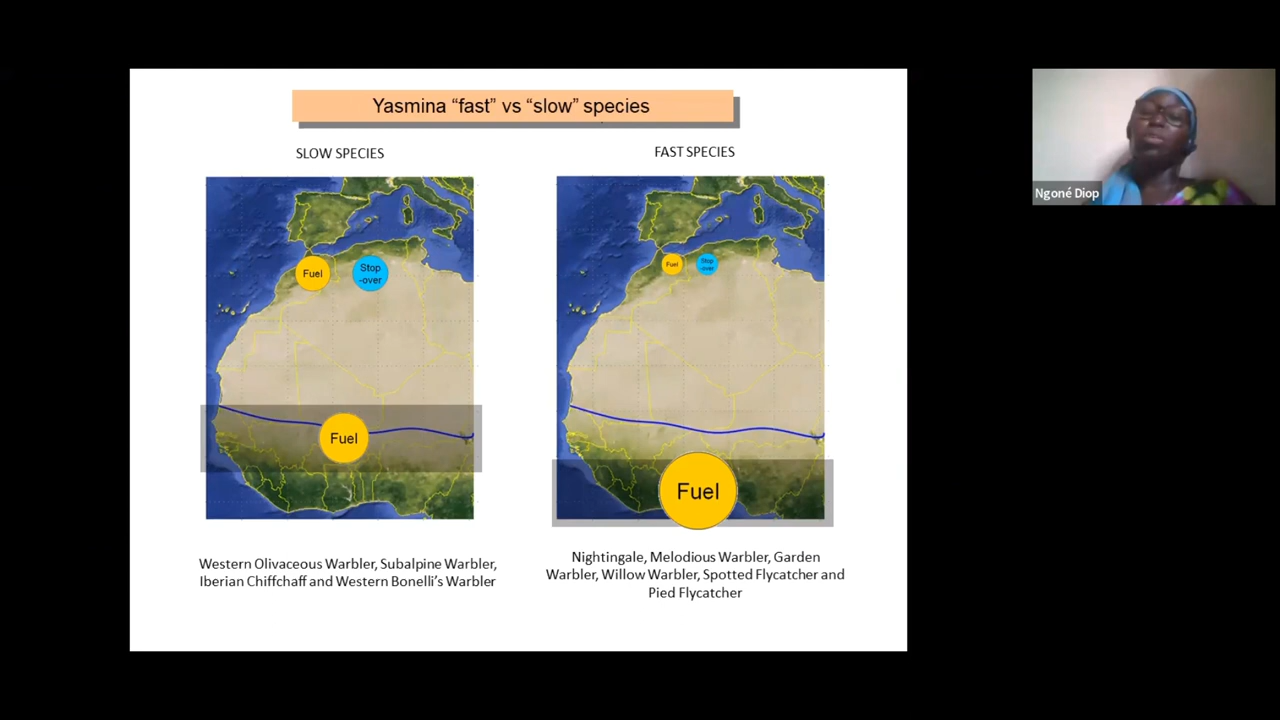 Yasmina “fast” vs “slow” species
SLOW SPECIES
FAST SPECIES
Fuel
Stop
-over
Fuel
Stop
-over
Fuel
Fuel
Western Olivaceous Warbler, Subalpine Warbler,
Iberian Chiffchaff and Western Bonelli’s Warbler
Nightingale, Melodious Warbler, Garden
Warbler, Willow Warbler, Spotted Flycatcher and
Pied Flycatcher
Ngoné Diop